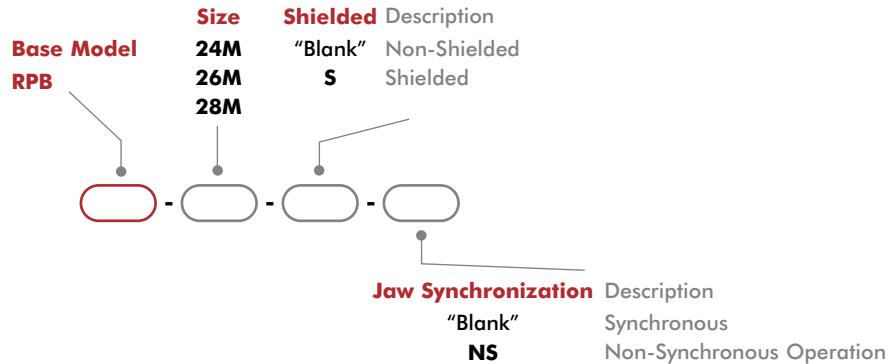 Size Shielded Description
Base Model 24M “Blank” Non-Shielded
RPB 26M S Shielded
28M
- - -
Jaw Synchronization Description
“Blank” Synchronous
NS Non-Synchronous Operation